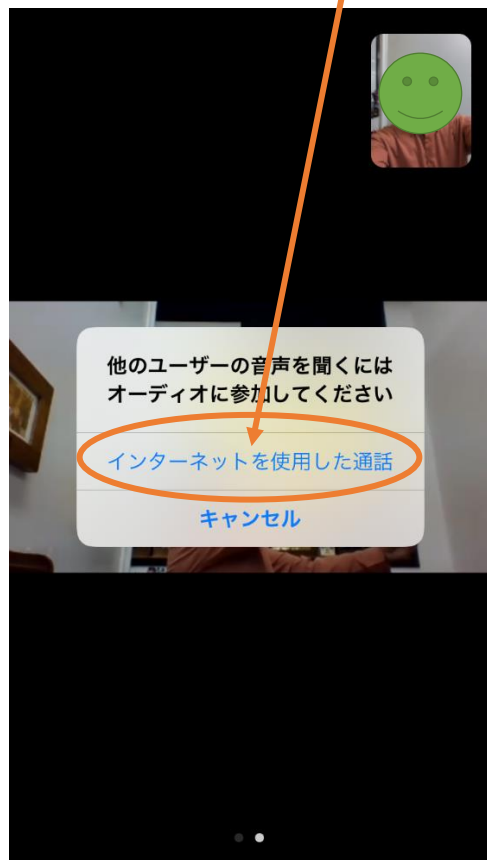 他のユーザーの音声を聞くには
オーディオに参加してください
インターネットを使用した通話
キャンセル